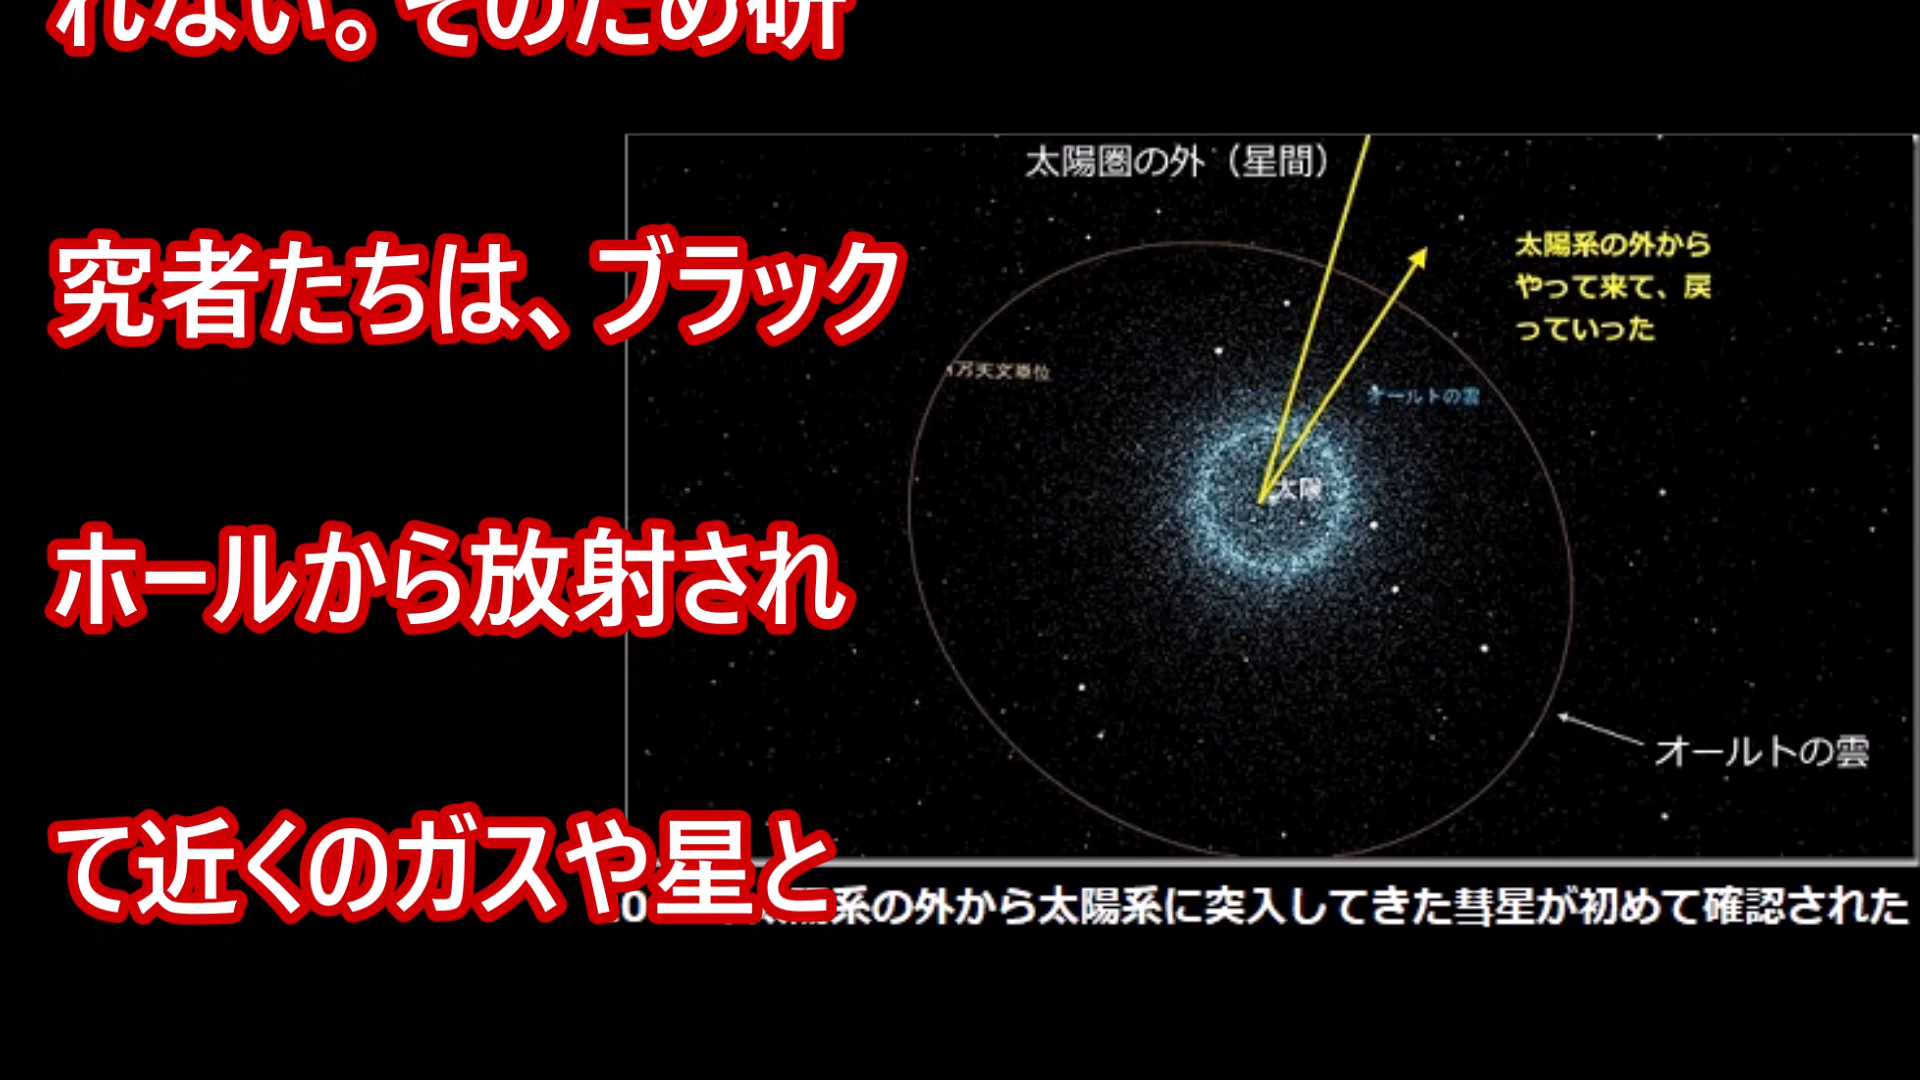 れない。そのため研
究者たちは、ブラック
ホールから放射され
て近くのガスや星と
太陽圏の外（星間）
太陽系の外から
やって来て、戻
っていった
万天文単位
オールトの雲
太陽
オールトの雲
系の外から太陽系に突入してきた彗星が初めて確認された